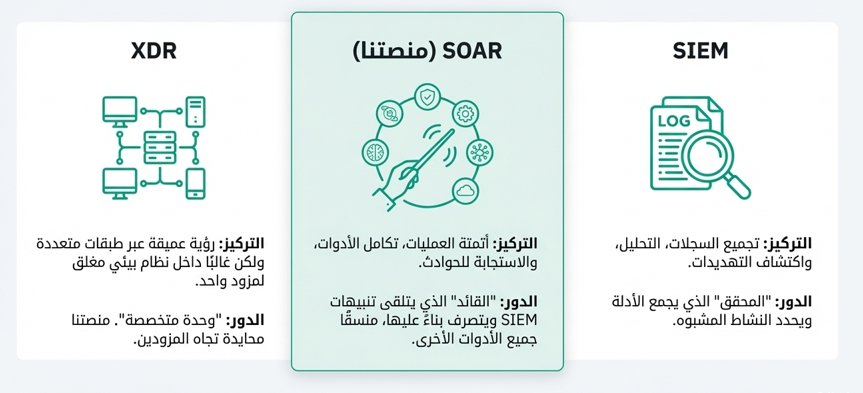 SIEM
LOG
التركيز: تجميع السجلات، التحليل،
واكتشاف التهديدات.
الدور: "المحقق" الذي يجمع الأدلة
ويحدد النشاط المشبوه.
SOAR (منصتنا)
التركيز: أتمتة العمليات، تكامل الأدوات،
والاستجابة للحوادث.
الدور: "القائد" الذي يتلقى تنبيهات
SIEM ويتصرف بناءً عليها، منسقًا
جميع الأدوات الأخرى.
XDR
التركيز: رؤية عميقة عبر طبقات متعددة
ولكن غالبًا داخل نظام بيئي مغلق
لمزود واحد.
الدور: "وحدة متخصصة". منصتنا
محايدة تجاه المزودين.